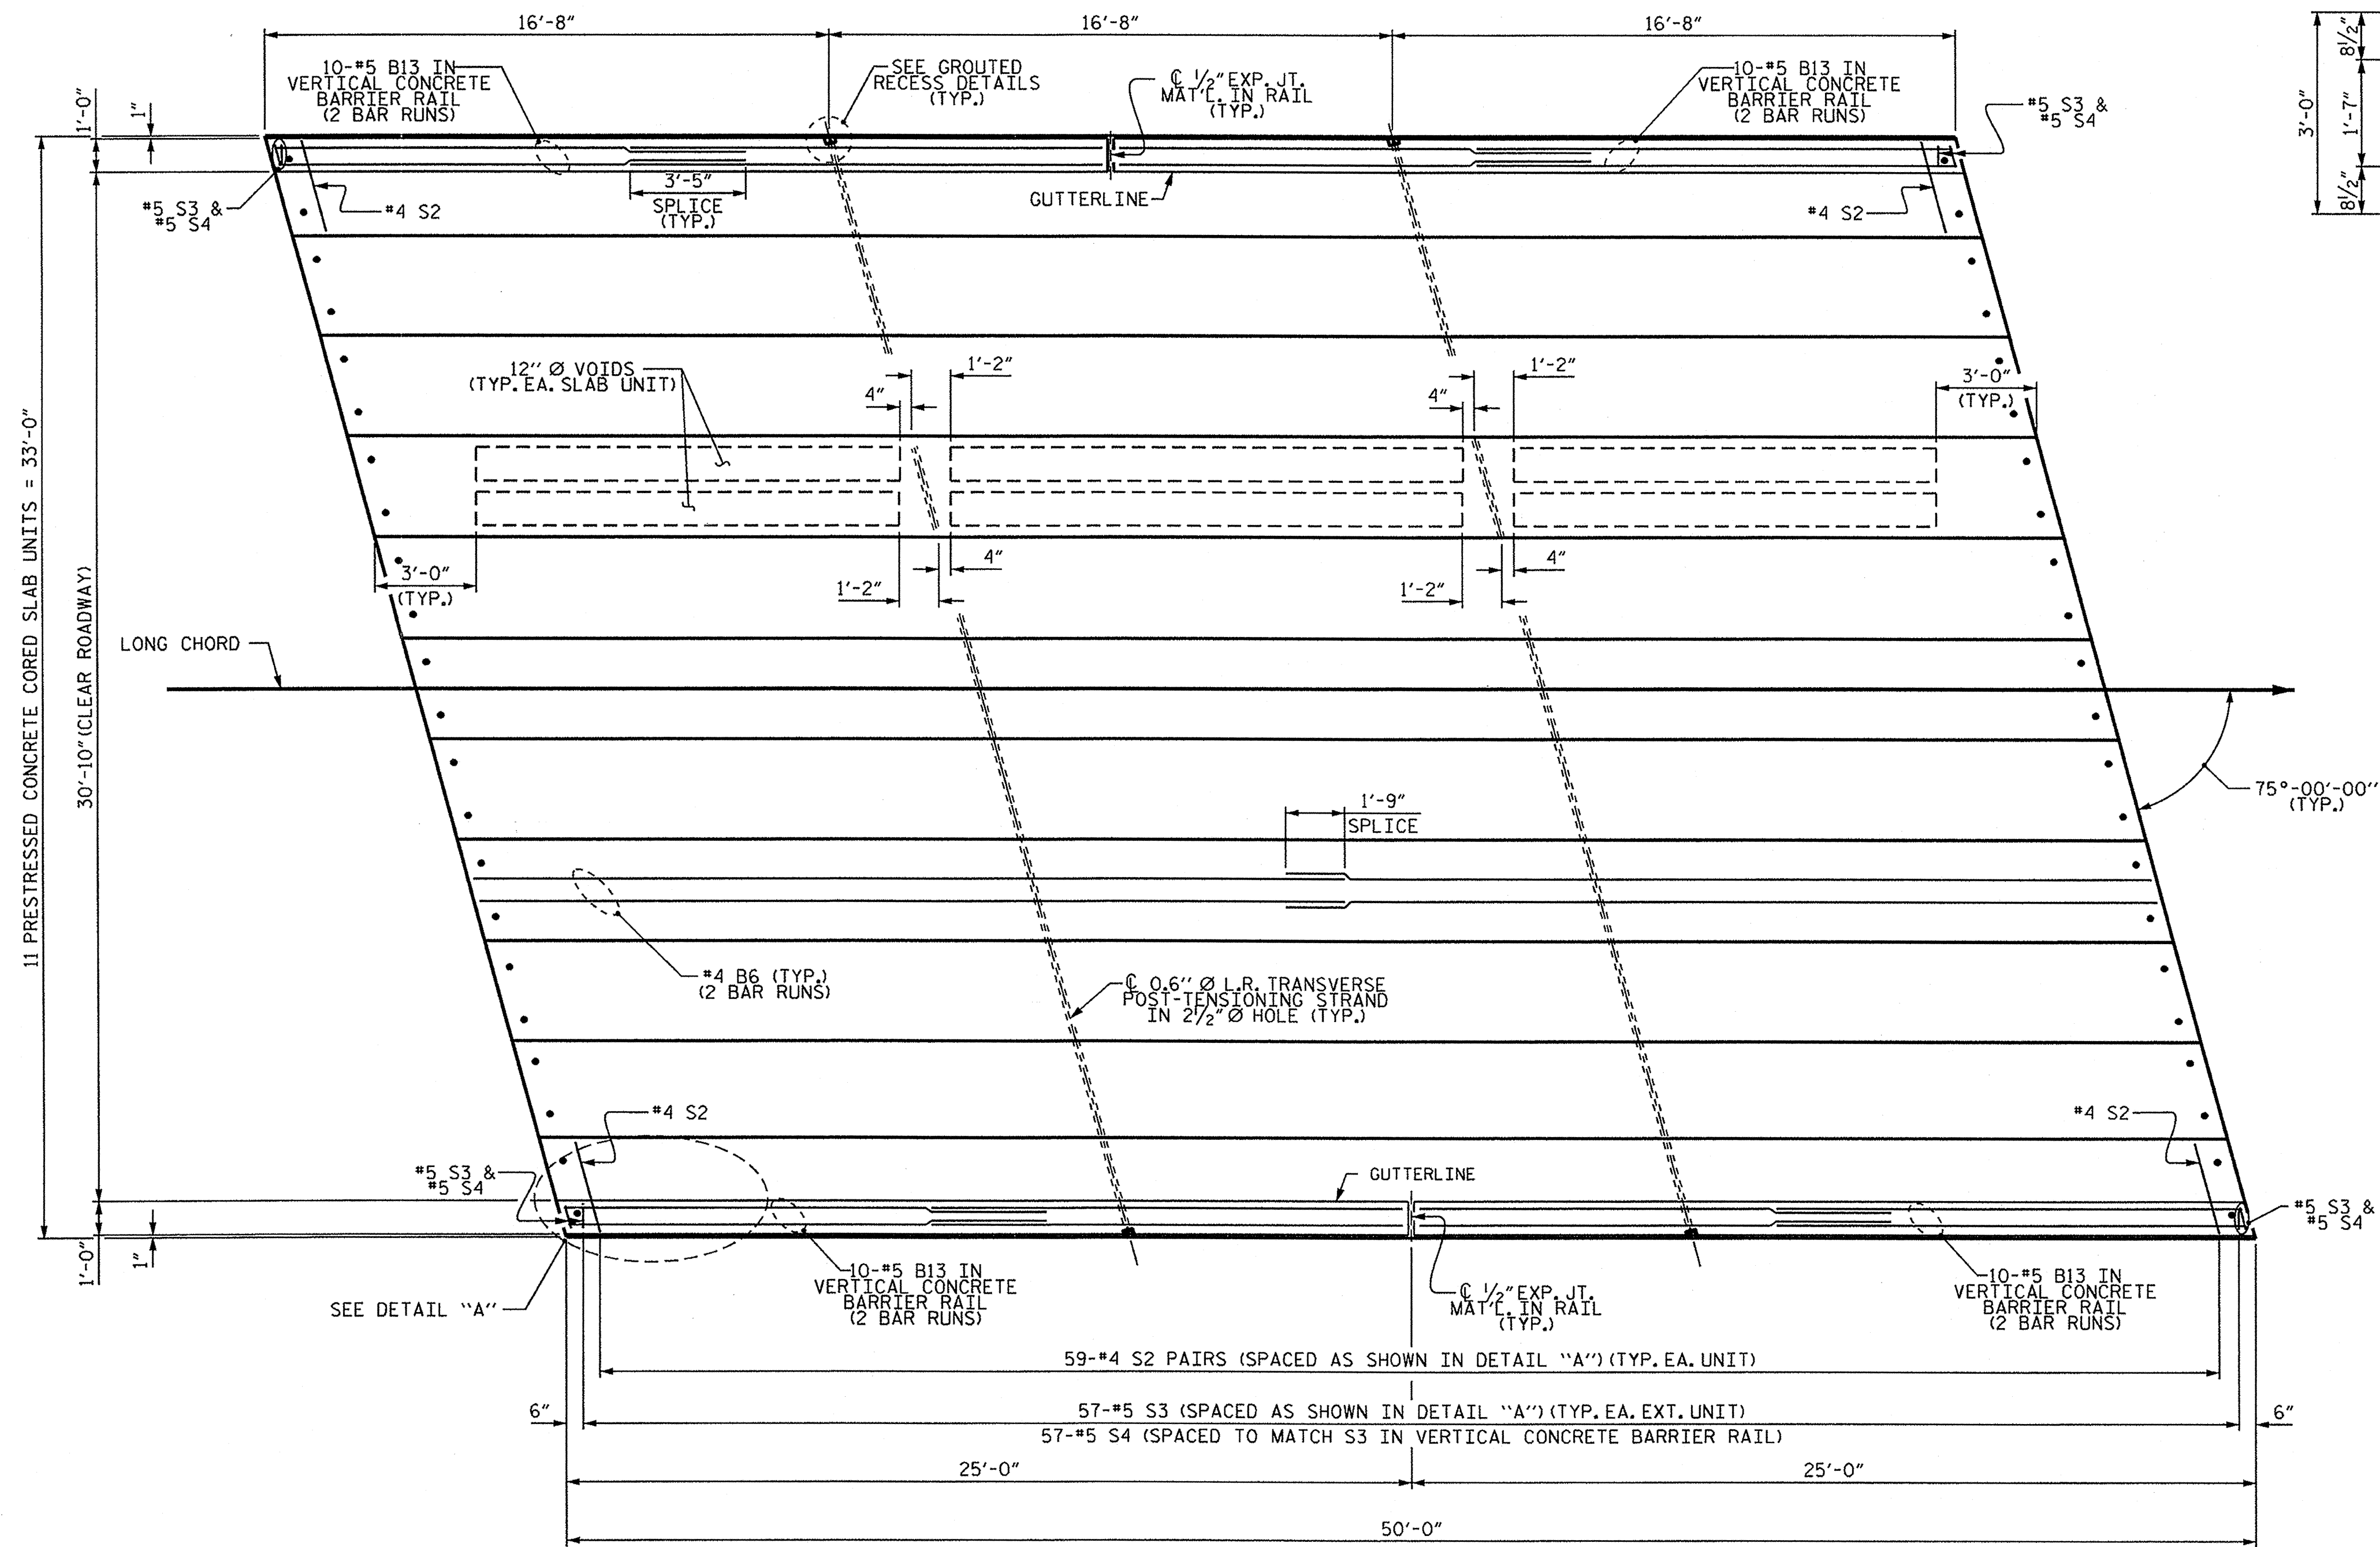 16'-8"
16'-8"
16'-8"
10-#5 B13 IN
VERTICAL CONCRETE
BARRIER RAIL
(2 BAR RUNS)
SEE GROUTED
RECESS DETAILS
(TYP.)
℄ 1/2" EXP. JT.
MAT'L. IN RAIL
(TYP.)
10-#5 B13 IN
VERTICAL CONCRETE
BARRIER RAIL
(2 BAR RUNS)
#5 S3 &
#5 S4
8 1/2"
1'-7"
8 1/2"
3'-0"
1'-0"
1"
#5 S3 &
#5 S4
#4 S2
3'-5"
SPLICE
(TYP.)
GUTTERLINE
#4 S2
12" Ø VOIDS
(TYP. EA. SLAB UNIT)
1'-2"
4"
1'-2"
4"
3'-0"
(TYP.)
11 PRESTRESSED CONCRETE CORED SLAB UNITS = 33'-0"
30'-10" (CLEAR ROADWAY)
3'-0"
(TYP.)
4"
1'-2"
4"
1'-2"
LONG CHORD
75°-00'-00"
(TYP.)
1'-9"
SPLICE
#4 B6 (TYP.)
(2 BAR RUNS)
℄ 0.6" Ø L.R. TRANSVERSE
POST-TENSIONING STRAND
IN 2 1/2" Ø HOLE (TYP.)
#4 S2
#4 S2
#5 S3 &
#5 S4
GUTTERLINE
#5 S3 &
#5 S4
1'-0"
1"
SEE DETAIL "A"
10-#5 B13 IN
VERTICAL CONCRETE
BARRIER RAIL
(2 BAR RUNS)
℄ 1/2" EXP. JT.
MAT'L. IN RAIL
(TYP.)
10-#5 B13 IN
VERTICAL CONCRETE
BARRIER RAIL
(2 BAR RUNS)
59-#4 S2 PAIRS (SPACED AS SHOWN IN DETAIL "A") (TYP. EA. UNIT)
6"
57-#5 S3 (SPACED AS SHOWN IN DETAIL "A") (TYP. EA. EXT. UNIT)
6"
57-#5 S4 (SPACED TO MATCH S3 IN VERTICAL CONCRETE BARRIER RAIL)
25'-0"
25'-0"
50'-0"